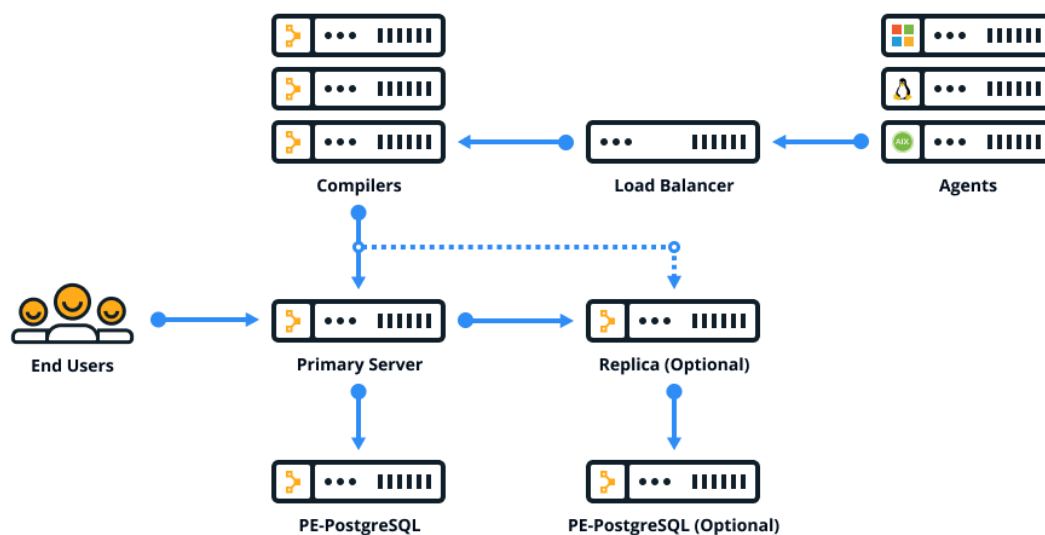 Compilers
Load Balancer
AIX
Agents
End Users
Primary Server
Replica (Optional)
PE-PostgreSQL
PE-PostgreSQL (Optional)